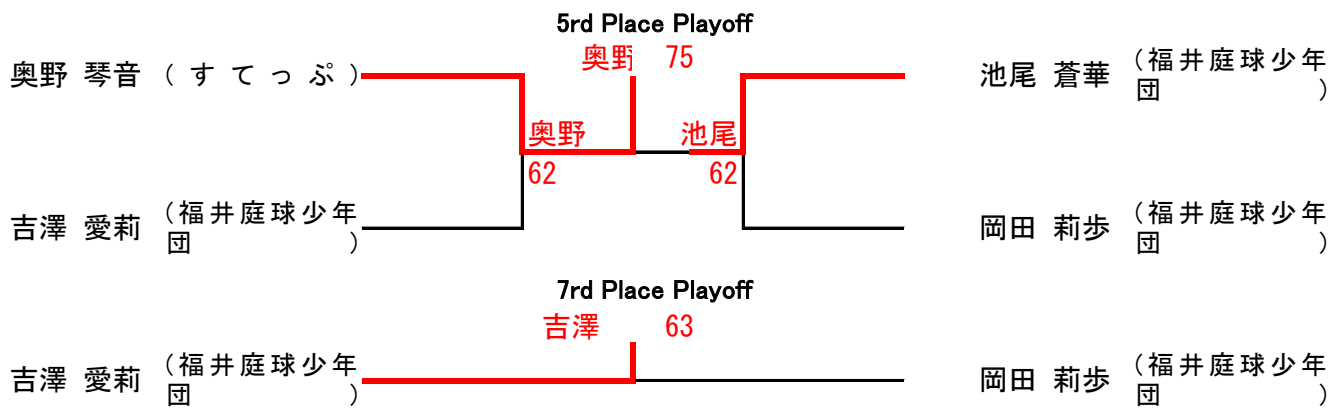 5rd Place Playoff
奥野 75
奥野 琴音 (すてっぷ)
池尾 蒼華 (福井庭球少年団)
奥野 池尾
62 62
吉澤 愛莉 (福井庭球少年団)
岡田 莉歩 (福井庭球少年団)
7rd Place Playoff
吉澤 63
吉澤 愛莉 (福井庭球少年団)
岡田 莉歩 (福井庭球少年団)